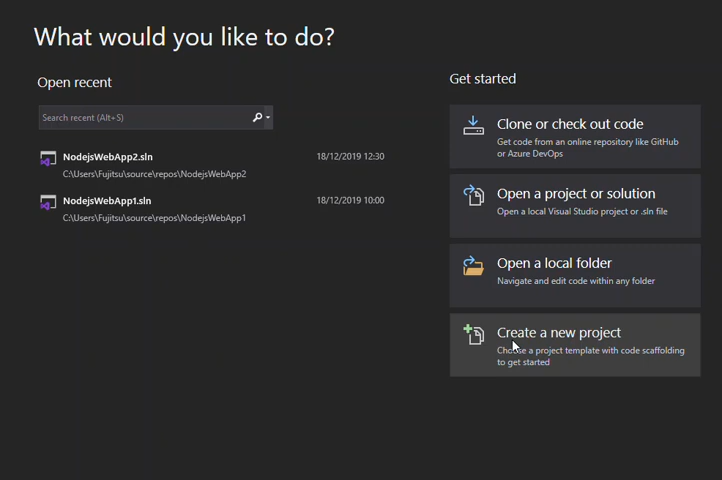 What would you like to do?
Open recent
Search recent (Alt+S)
NodejsWebApp2.sln 18/12/2019 12:30
C:\Users\Fujitsu\source\repos\NodejsWebApp2
NodejsWebApp1.sln 18/12/2019 10:00
C:\Users\Fujitsu\source\repos\NodejsWebApp1
Get started
Clone or check out code
Get code from an online repository like GitHub
or Azure DevOps
Open a project or solution
Open a local Visual Studio project or .sln file
Open a local folder
Navigate and edit code within any folder
Create a new project
Choose a project template with code scaffolding
to get started